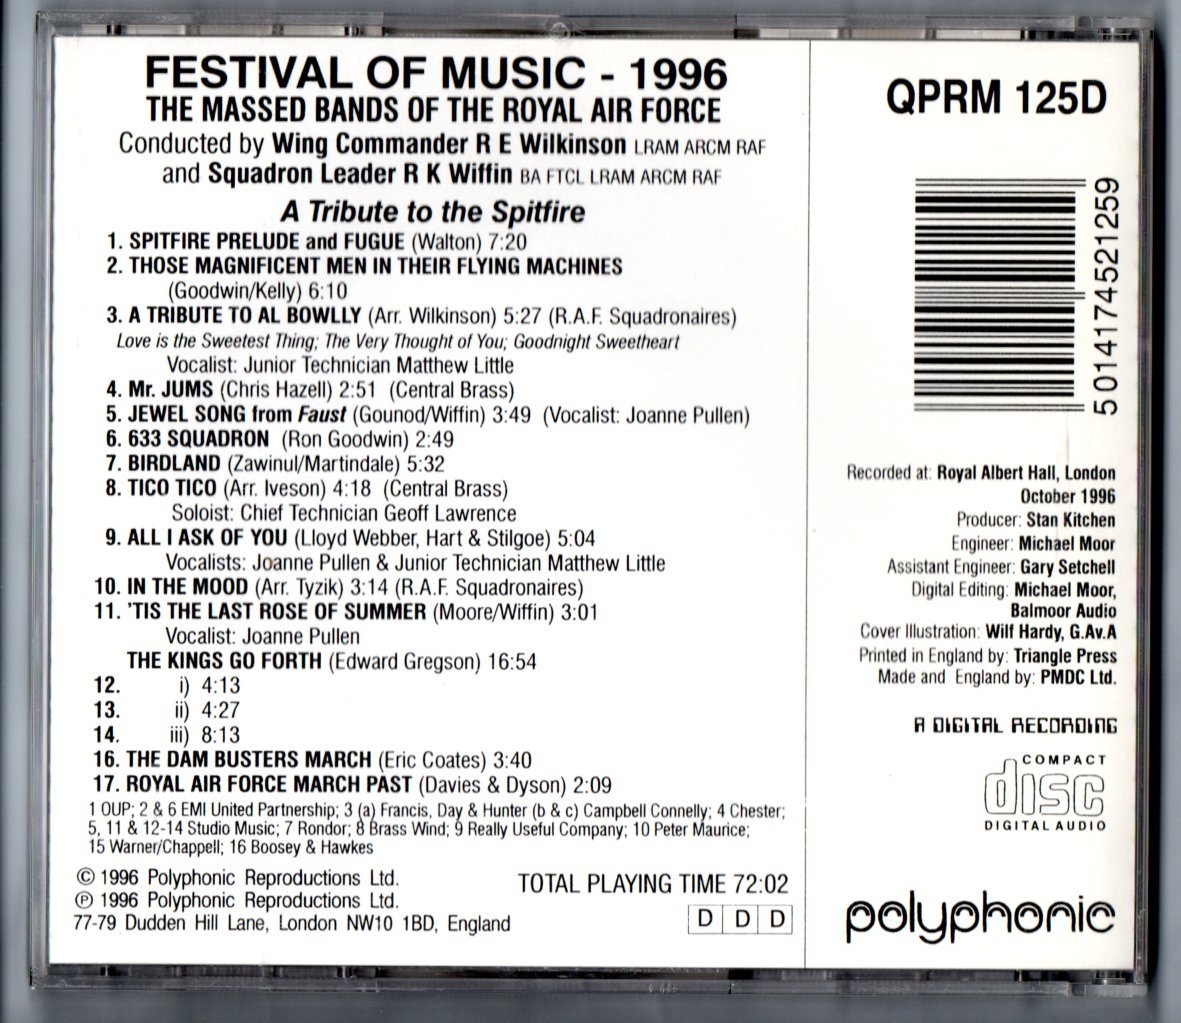 FESTIVAL OF MUSIC - 1996
THE MASSED BANDS OF THE ROYAL AIR FORCE
Conducted by Wing Commander R E Wilkinson LRAM ARCM RAF
and Squadron Leader R K Wiffin BA FTCL LRAM ARCM RAF
A Tribute to the Spitfire
1. SPITFIRE PRELUDE and FUGUE (Walton) 7:20
2. THOSE MAGNIFICENT MEN IN THEIR FLYING MACHINES
(Goodwin/Kelly) 6:10
3. A TRIBUTE TO AL BOWLLY (Arr. Wilkinson) 5:27 (R.A.F. Squadronaires)
Love is the Sweetest Thing; The Very Thought of You; Goodnight Sweetheart
Vocalist: Junior Technician Matthew Little
4. Mr. JUMS (Chris Hazell) 2:51 (Central Brass)
5. JEWEL SONG from Faust (Gounod/Wiffin) 3:49 (Vocalist: Joanne Pullen)
6. 633 SQUADRON (Ron Goodwin) 2:49
7. BIRDLAND (Zawinul/Martindale) 5:32
8. TICO TICO (Arr. Iveson) 4:18 (Central Brass)
Soloist: Chief Technician Geoff Lawrence
9. ALL I ASK OF YOU (Lloyd Webber, Hart & Stilgoe) 5:04
Vocalists: Joanne Pullen & Junior Technician Matthew Little
10. IN THE MOOD (Arr. Tyzik) 3:14 (R.A.F. Squadronaires)
11. 'TIS THE LAST ROSE OF SUMMER (Moore/Wiffin) 3:01
Vocalist: Joanne Pullen
THE KINGS GO FORTH (Edward Gregson) 16:54
12. i) 4:13
13. ii) 4:27
14. iii) 8:13
16. THE DAM BUSTERS MARCH (Eric Coates) 3:40
17. ROYAL AIR FORCE MARCH PAST (Davies & Dyson) 2:09
1 OUP; 2 & 6 EMI United Partnership; 3 (a) Francis, Day & Hunter (b & c) Campbell Connelly; 4 Chester;
5, 11 & 12-14 Studio Music; 7 Rondor; 8 Brass Wind; 9 Really Useful Company; 10 Peter Maurice;
15 Warner/Chappell; 16 Boosey & Hawkes
© 1996 Polyphonic Reproductions Ltd.
℗ 1996 Polyphonic Reproductions Ltd.
77-79 Dudden Hill Lane, London NW10 1BD, England
TOTAL PLAYING TIME 72:02
D D D
QPRM 125D
5 014174 521259
Recorded at: Royal Albert Hall, London
October 1996
Producer: Stan Kitchen
Engineer: Michael Moor
Assistant Engineer: Gary Setchell
Digital Editing: Michael Moor,
Balmoor Audio
Cover Illustration: Wilf Hardy, G.Av.A
Printed in England by: Triangle Press
Made and England by: PMDC Ltd.
A DIGITAL RECORDING
COMPACT
disc
DIGITAL AUDIO
polyphonic